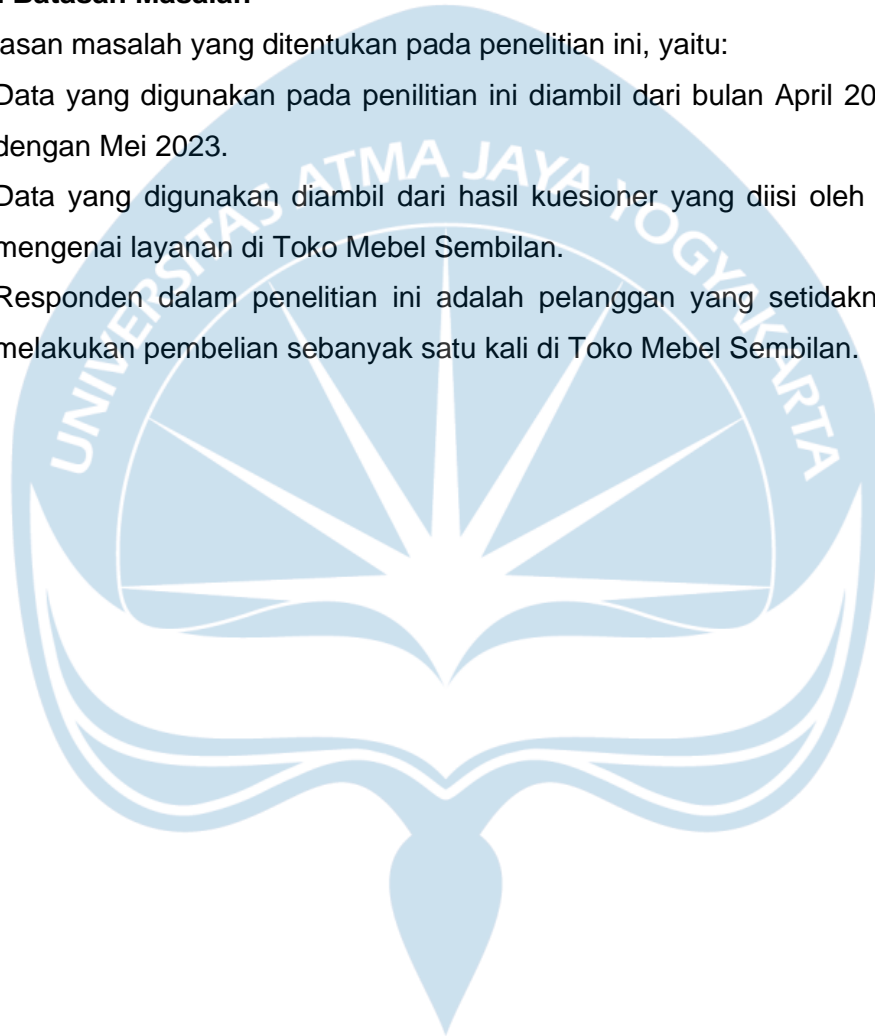 Batasan Masalah
asan masalah yang ditentukan pada penelitian ini, yaitu:
Data yang digunakan pada penilitian ini diambil dari bulan April 20
dengan Mei 2023.
Data yang digunakan diambil dari hasil kuesioner yang diisi oleh
mengenai layanan di Toko Mebel Sembilan.
Responden dalam penelitian ini adalah pelanggan yang setidakn
melakukan pembelian sebanyak satu kali di Toko Mebel Sembilan.
UNIVERSITAS ATMA JAYA YOGYAKARTA